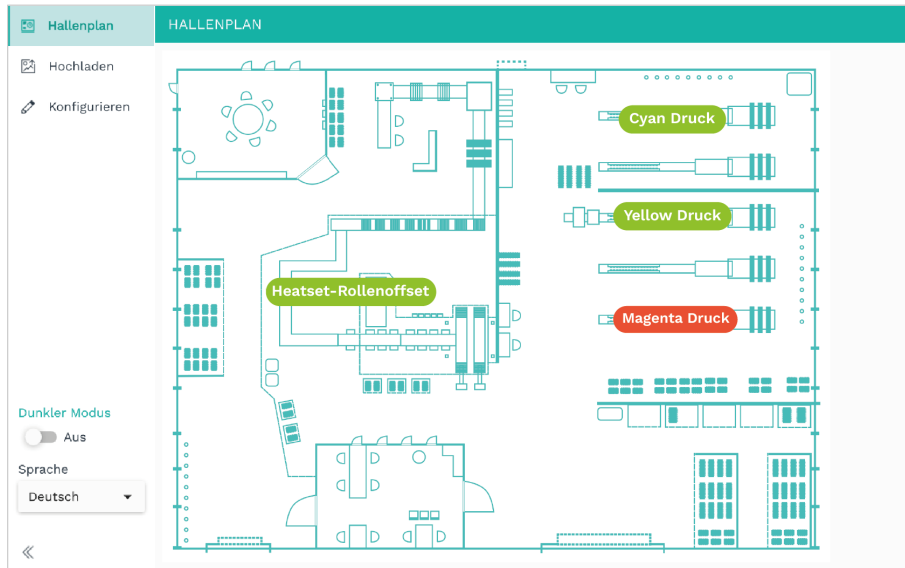 Hallenplan
HALLENPLAN
Hochladen
Konfigurieren
Cyan Druck
Yellow Druck
Heatset-Rollenoffset
Magenta Druck
Dunkler Modus
Aus
Sprache
Deutsch